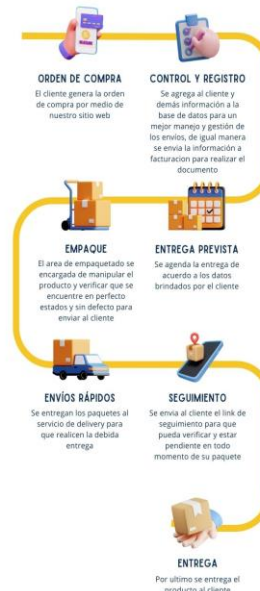 ORDEN DE COMPRA
El cliente genera la orden
de compra por medio de
nuestro sitio web
CONTROL Y REGISTRO
Se agrega al cliente y
demás información a la
base de datos para un
mejor manejo y gestión de
los envíos, de igual manera
se envia la información a
facturacion para realizar el
documento
EMPAQUE
El area de empaquetado se
encargada de manipular el
producto y verificar que se
encuentre en perfecto
estados y sin defecto para
enviar al cliente
ENTREGA PREVISTA
Se agenda la entrega de
acuerdo a los datos
brindados por el cliente
ENVÍOS RÁPIDOS
Se entregan los paquetes al
servicio de delivery para
que realicen la debida
entrega
SEGUIMIENTO
Se envia al cliente el link de
seguimiento para que
pueda verificar y estar
pendiente en todo
momento de su paquete
ENTREGA
Por ultimo se entrega el
producto al cliente